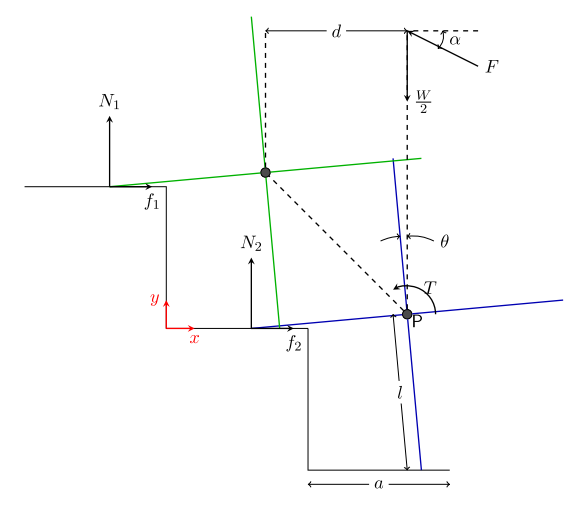 d
α
F
W/2
N₁
f₁
θ
N₂
T
y
P
x
f₂
l
a